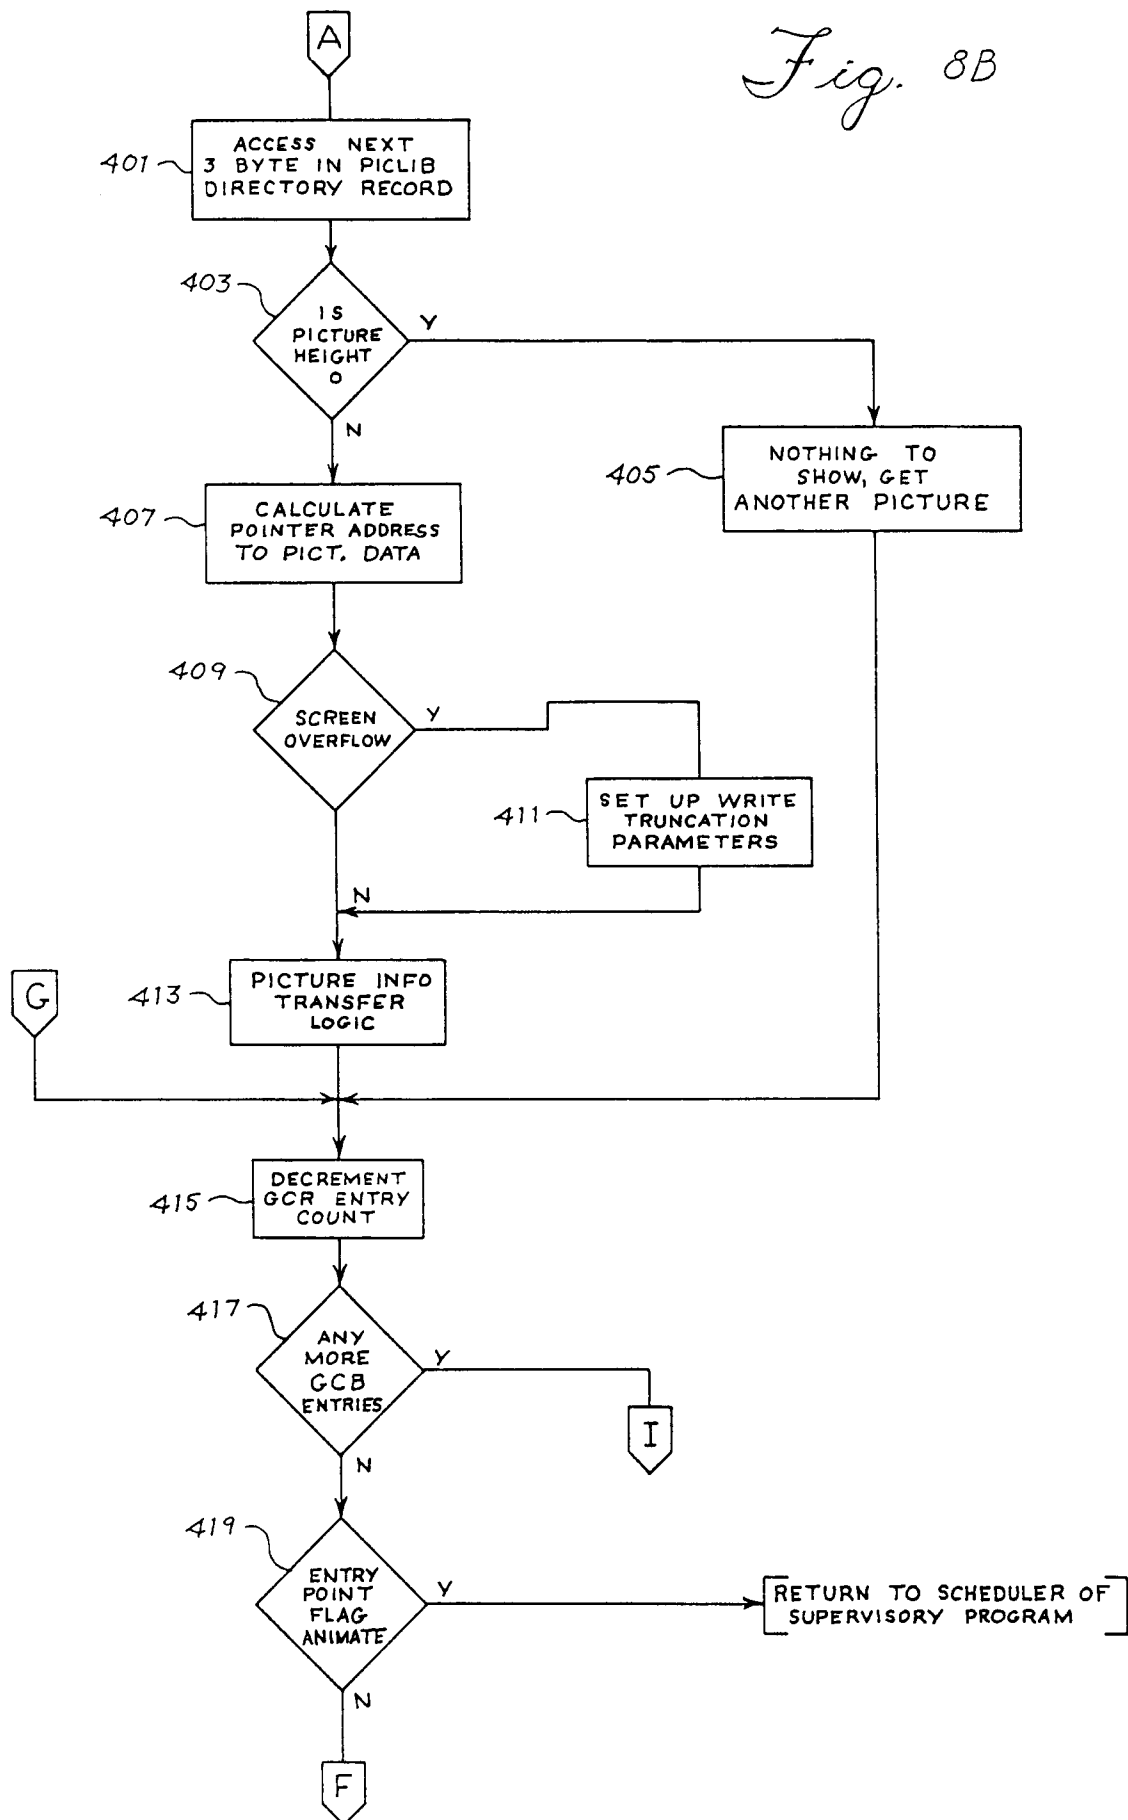 A
Fig. 8B
401
ACCESS NEXT
3 BYTE IN PICLIB
DIRECTORY RECORD
403
IS
PICTURE
HEIGHT
0
Y
N
405
NOTHING TO
SHOW, GET
ANOTHER PICTURE
407
CALCULATE
POINTER ADDRESS
TO PICT. DATA
409
SCREEN
OVERFLOW
Y
411
SET UP WRITE
TRUNCATION
PARAMETERS
N
G
413
PICTURE INFO
TRANSFER
LOGIC
415
DECREMENT
GCR ENTRY
COUNT
417
ANY
MORE
GCB
ENTRIES
Y
I
N
419
ENTRY
POINT
FLAG
ANIMATE
Y
RETURN TO SCHEDULER OF
SUPERVISORY PROGRAM
N
F